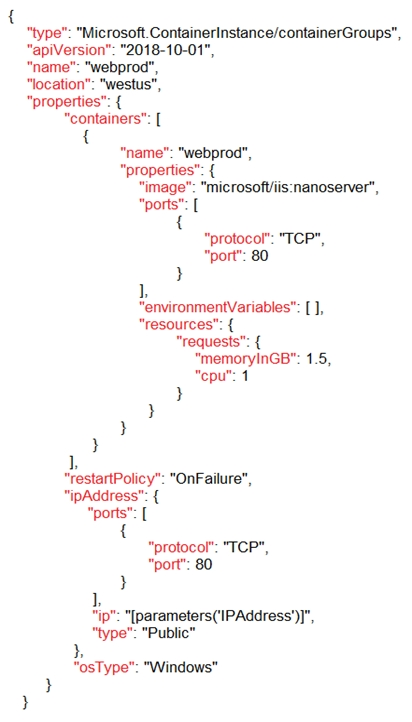 {
"type": "Microsoft.ContainerInstance/containerGroups",
"apiVersion": "2018-10-01",
"name": "webprod",
"location": "westus",
"properties": {
"containers": [
{
"name": "webprod",
"properties": {
"image": "microsoft/iis:nanoserver",
"ports": [
{
"protocol": "TCP",
"port": 80
}
],
"environmentVariables": [ ],
"resources": {
"requests": {
"memoryInGB": 1.5,
"cpu": 1
}
}
}
}
],
"restartPolicy": "OnFailure",
"ipAddress": {
"ports": [
{
"protocol": "TCP",
"port": 80
}
],
"ip": "[parameters('IPAddress')]",
"type": "Public"
},
"osType": "Windows"
}
}